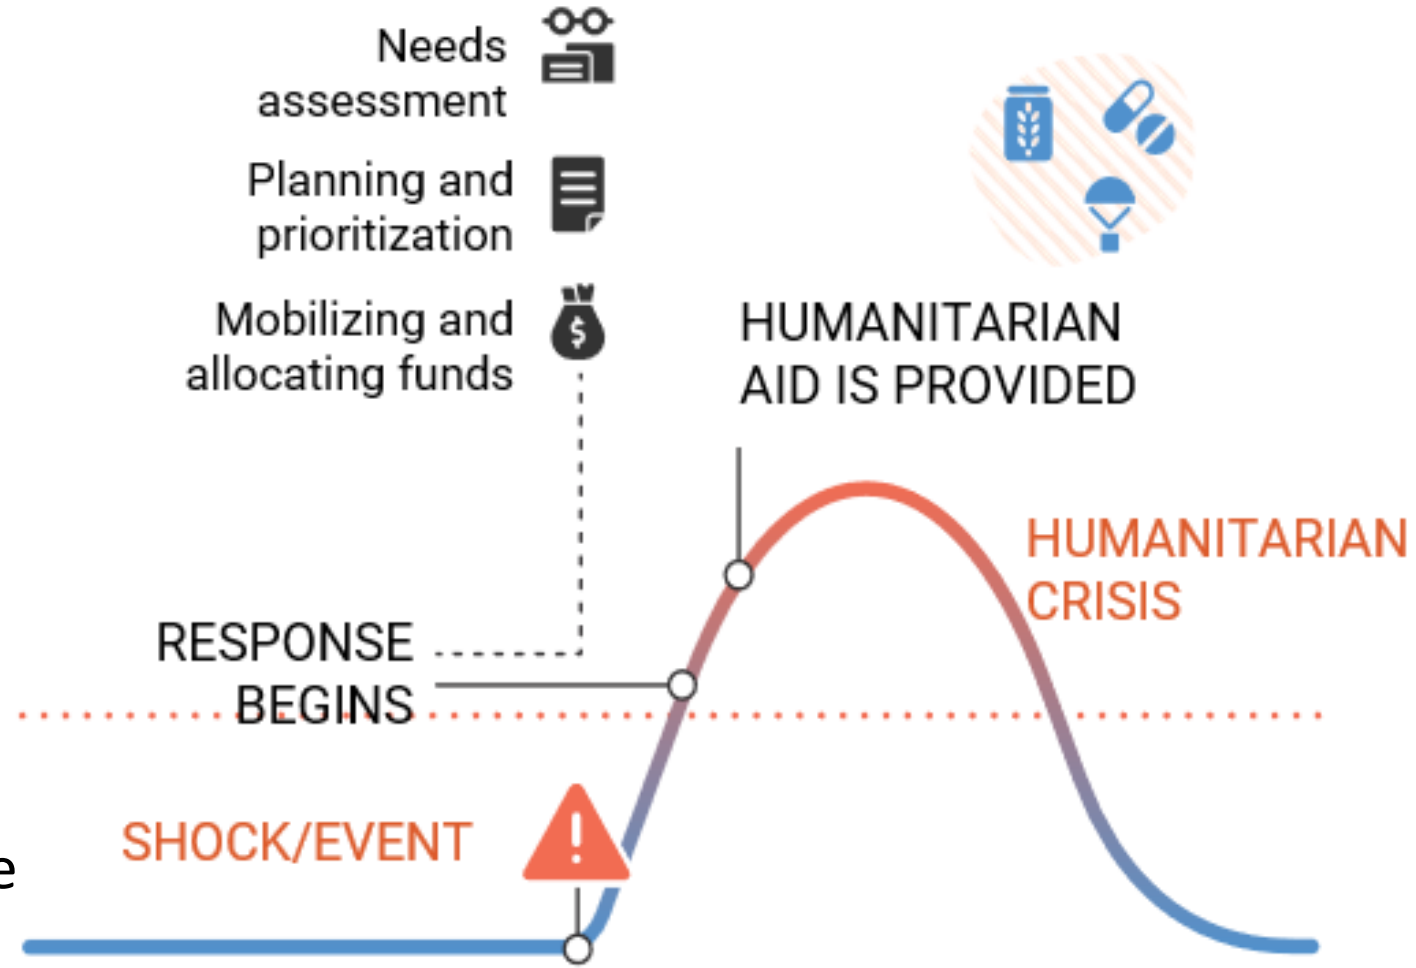 Needs
assessment
Planning and
prioritization
Mobilizing and
allocating funds
$
HUMANITARIAN
AID IS PROVIDED
HUMANITARIAN
CRISIS
RESPONSE
BEGINS
!
SHOCK/EVENT
e